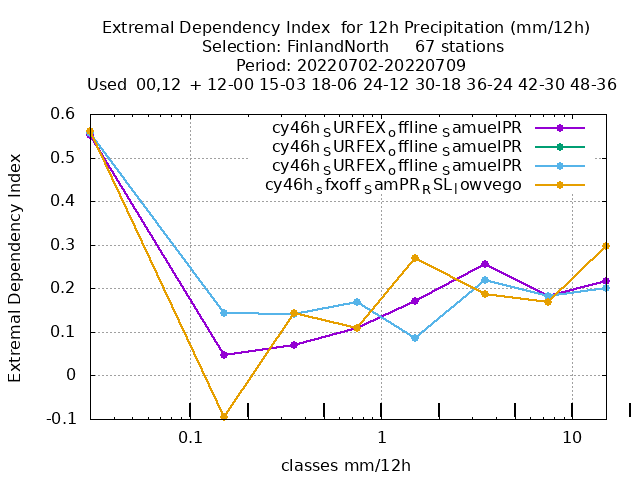 Extremal Dependency Index  for 12h Precipitation (mm/12h)
Selection: FinlandNorth     67 stations
Period: 20220702-20220709
Used  00,12  + 12-00 15-03 18-06 24-12 30-18 36-24 42-30 48-36
cy46h_SURFEX_offline_SamuelPR
cy46h_SURFEX_offline_SamuelPR
cy46h_SURFEX_offline_SamuelPR
cy46h_sfxoff_SamPR_RSL_lowvego
Extremal Dependency Index
0.6
0.5
0.4
0.3
0.2
0.1
0
-0.1
0.1
1
10
classes mm/12h